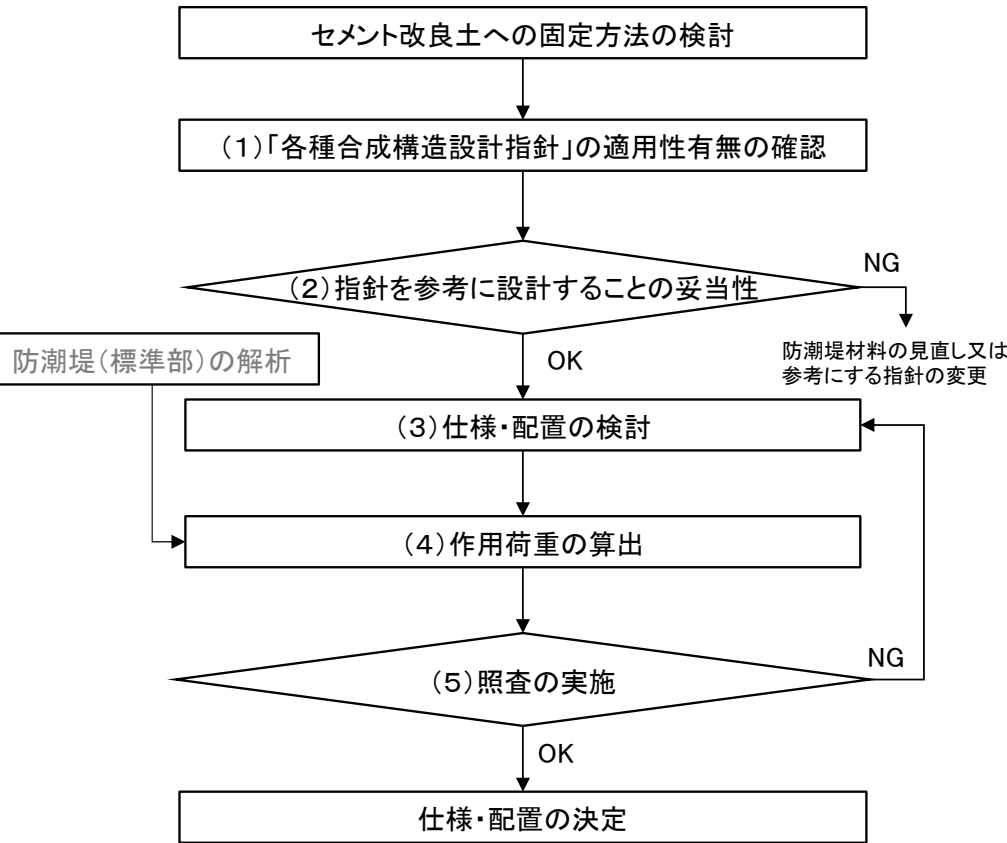 セメント改良土への固定方法の検討
(1)「各種合成構造設計指針」の適用性有無の確認
(2)指針を参考に設計することの妥当性
NG
防潮堤材料の見直し又は
参考にする指針の変更
OK
防潮堤(標準部)の解析
(3)仕様・配置の検討
(4)作用荷重の算出
(5)照査の実施
NG
OK
仕様・配置の決定